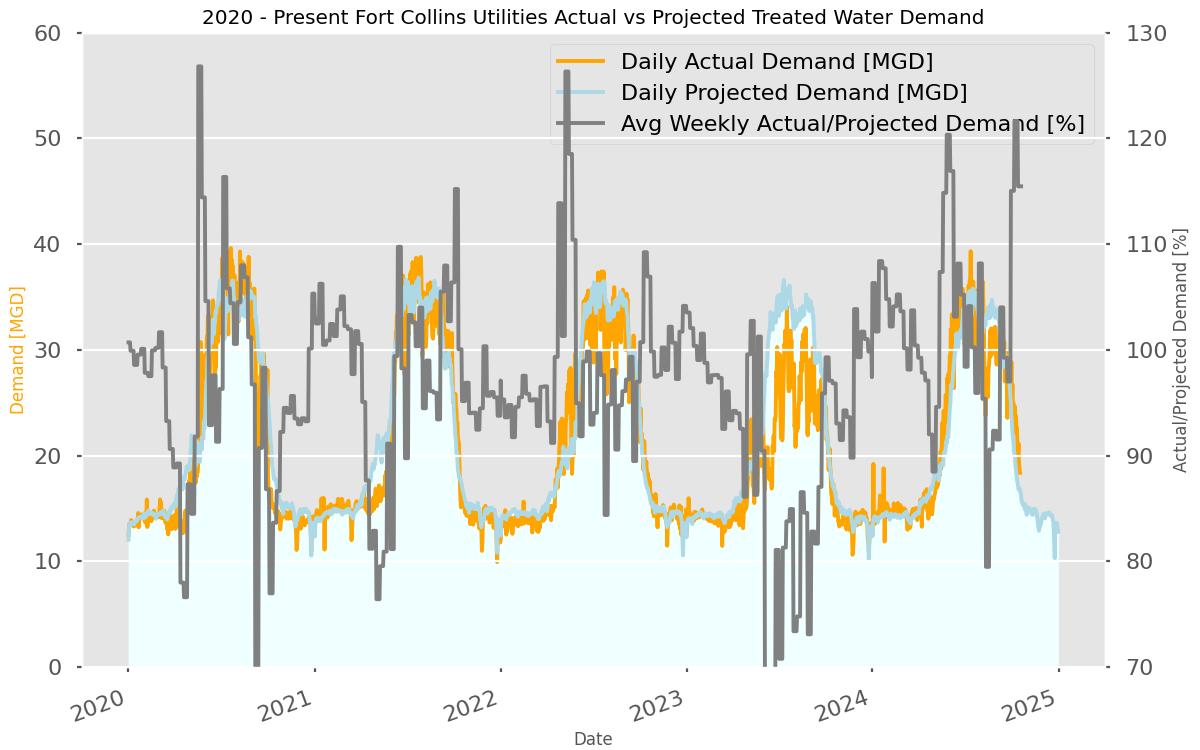 2020 - Present Fort Collins Utilities Actual vs Projected Treated Water Demand
60
50
40
30
20
10
0
Demand [MGD]
Daily Actual Demand [MGD]
Daily Projected Demand [MGD]
Avg Weekly Actual/Projected Demand [%]
130
120
110
100
90
80
70
Actual/Projected Demand [%]
2020
2021
2022
2023
2024
2025
Date